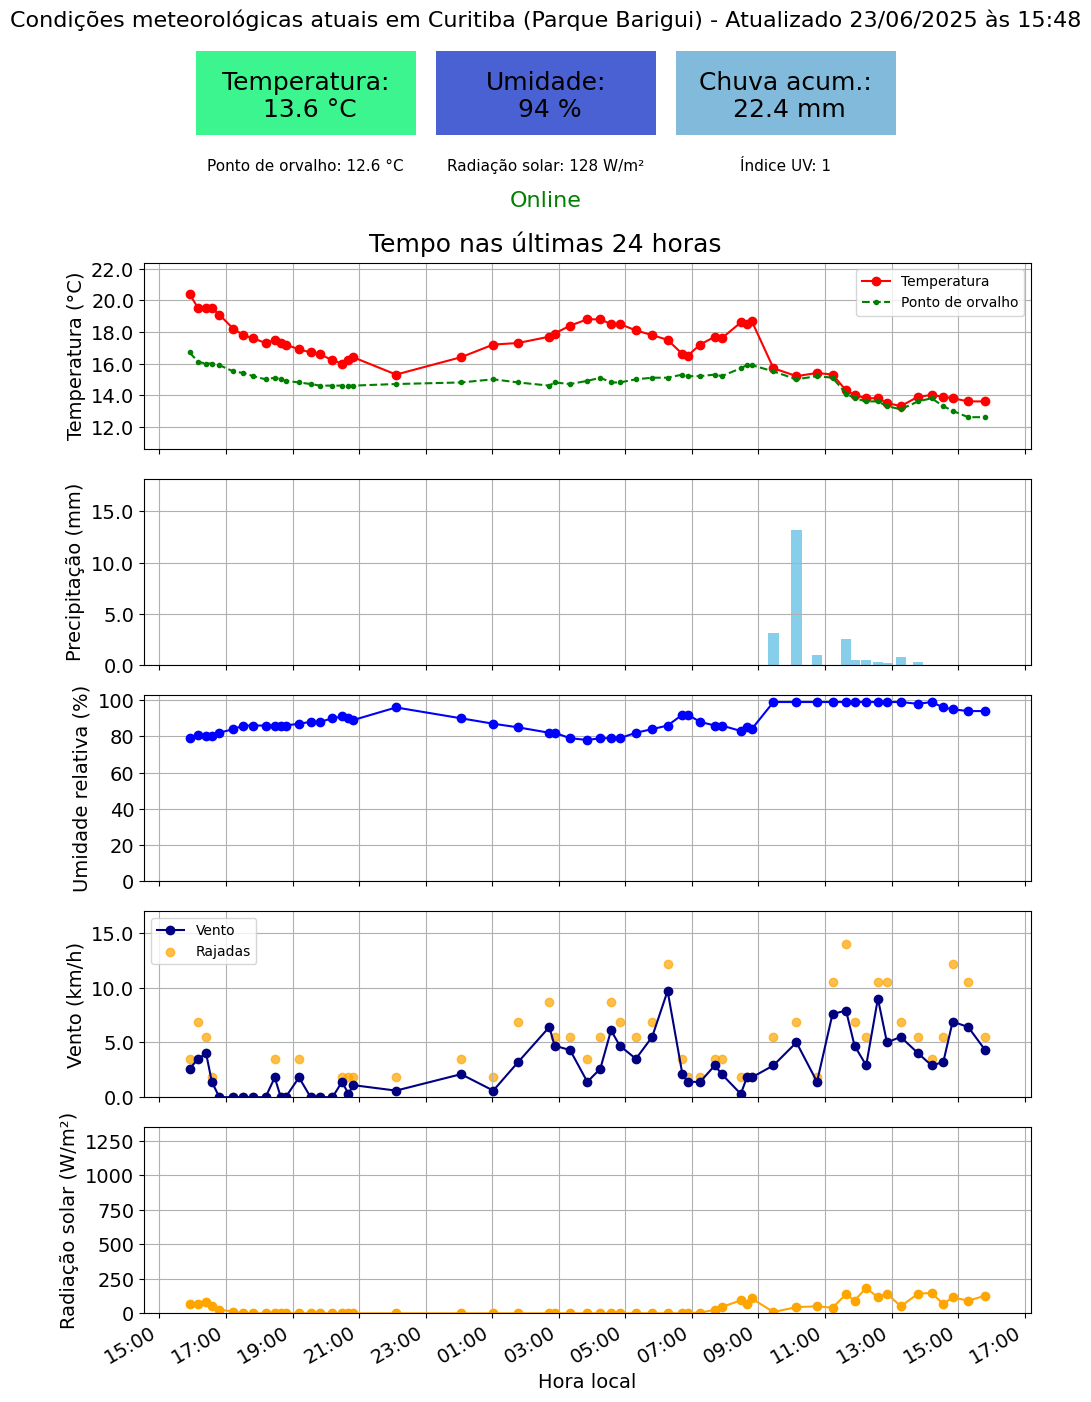 Condições meteorológicas atuais em Curitiba (Parque Barigui) - Atualizado 23/06/2025 às 15:48
Temperatura:
13.6 °C
Umidade:
94 %
Chuva acum.:
22.4 mm
Ponto de orvalho: 12.6 °C
Radiação solar: 128 W/m²
Índice UV: 1
Online
Tempo nas últimas 24 horas
Temperatura (°C)
22.0
20.0
18.0
16.0
14.0
12.0
Temperatura
Ponto de orvalho
Precipitação (mm)
15.0
10.0
5.0
0.0
Umidade relativa (%)
100
80
60
40
20
0
Vento (km/h)
15.0
10.0
5.0
0.0
Vento
Rajadas
Radiação solar (W/m²)
1250
1000
750
500
250
0
15:00
17:00
19:00
21:00
23:00
01:00
03:00
05:00
07:00
09:00
11:00
13:00
15:00
17:00
Hora local